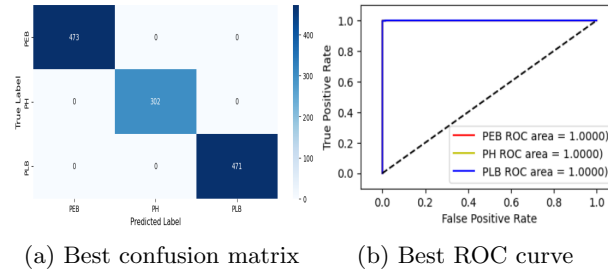 True Label
PEB
PH
PLB
473 0 0
0 302 0
0 0 471
PEB PH PLB
Predicted Label
400
300
200
100
0
True Positive Rate
1.0
0.8
0.6
0.4
0.2
0.0
PEB ROC area = 1.0000)
PH ROC area = 1.0000)
PLB ROC area = 1.0000)
0.0 0.2 0.4 0.6 0.8 1.0
False Positive Rate
(a) Best confusion matrix
(b) Best ROC curve